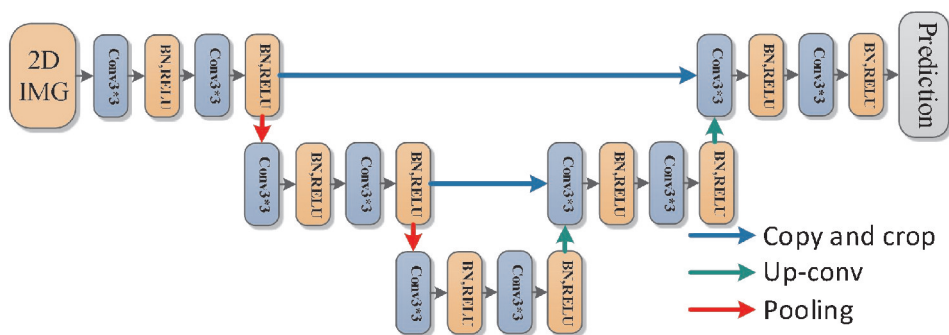 2D
IMG
Conv3*3
BN,RELU
Conv3*3
BN,RELU
Conv3*3
BN,RELU
Conv3*3
BN,RELU
Prediction
Conv3*3
BN,RELU
Conv3*3
BN,RELU
Conv3*3
BN,RELU
Conv3*3
BN,RELU
Conv3*3
BN,RELU
Conv3*3
BN,RELU
Copy and crop
Up-conv
Pooling